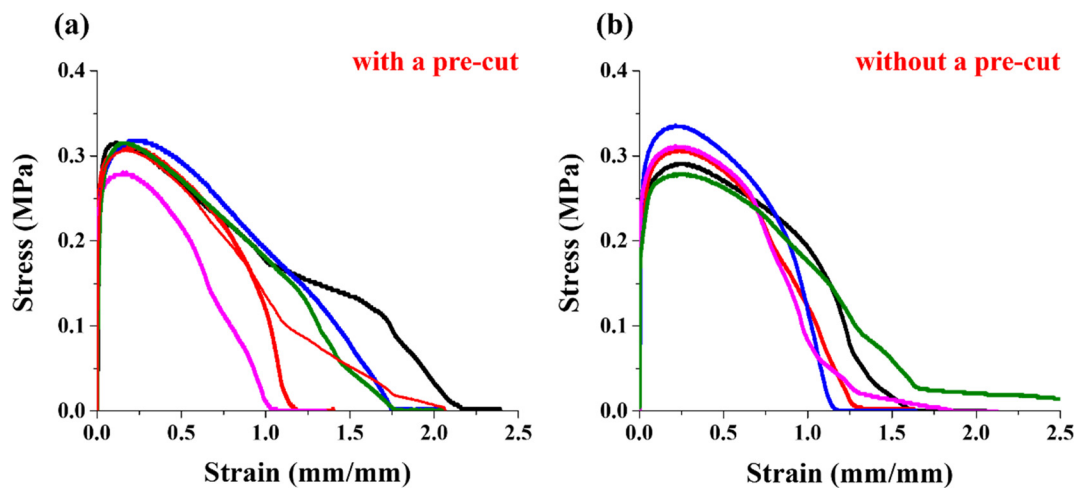 (a)
with a pre-cut
0.4
0.3
0.2
0.1
0.0
Stress (MPa)
0.0 0.5 1.0 1.5 2.0 2.5
Strain (mm/mm)
(b)
without a pre-cut
0.4
0.3
0.2
0.1
0.0
Stress (MPa)
0.0 0.5 1.0 1.5 2.0 2.5
Strain (mm/mm)